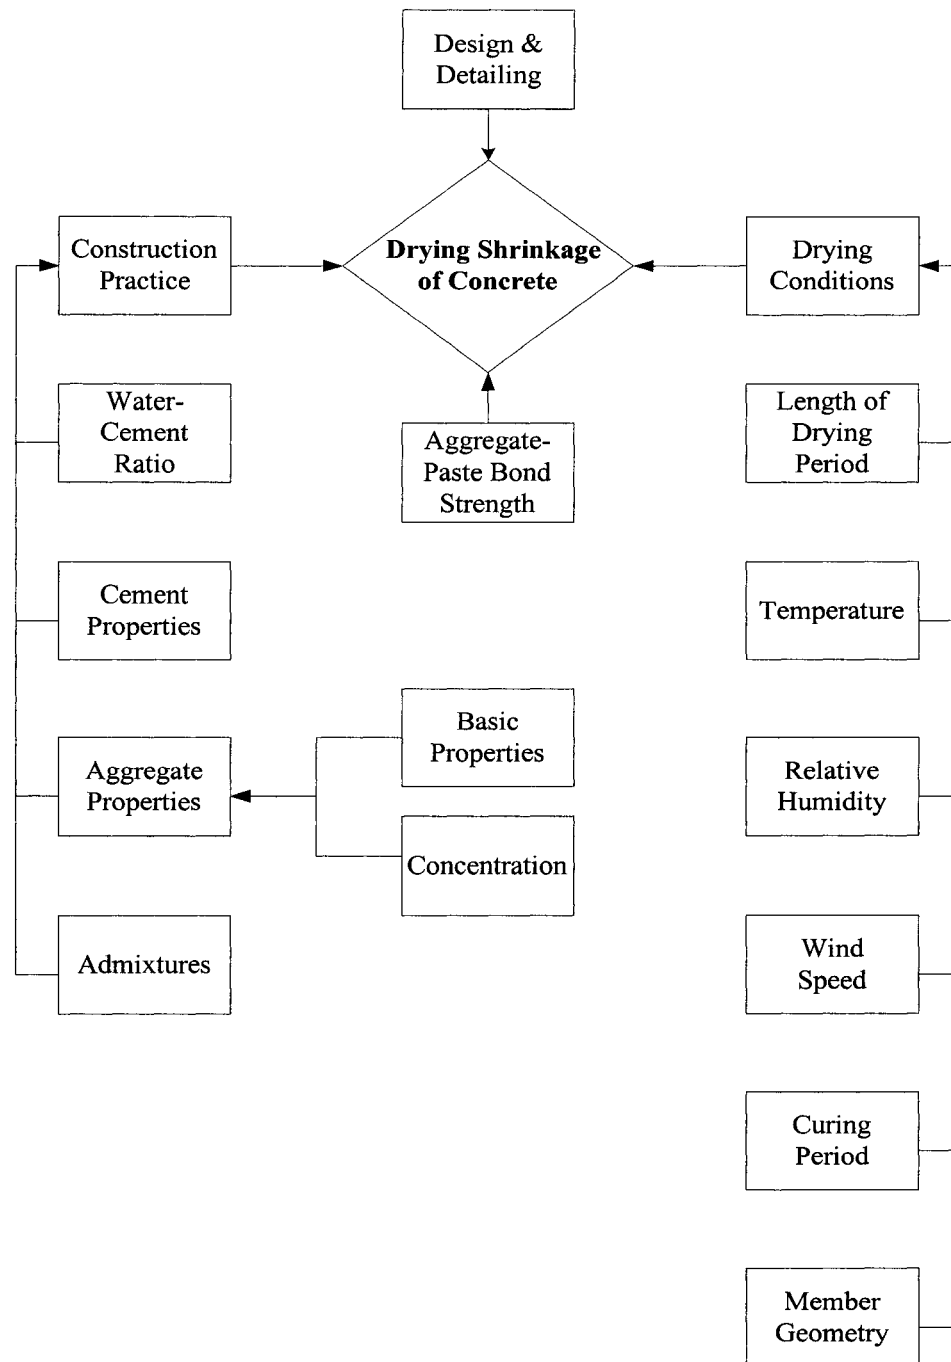 Design &
Detailing
Construction
Practice
Drying Shrinkage
of Concrete
Drying
Conditions
Water-
Cement
Ratio
Aggregate-
Paste Bond
Strength
Length of
Drying
Period
Cement
Properties
Temperature
Aggregate
Properties
Basic
Properties
Concentration
Relative
Humidity
Admixtures
Wind
Speed
Curing
Period
Member
Geometry